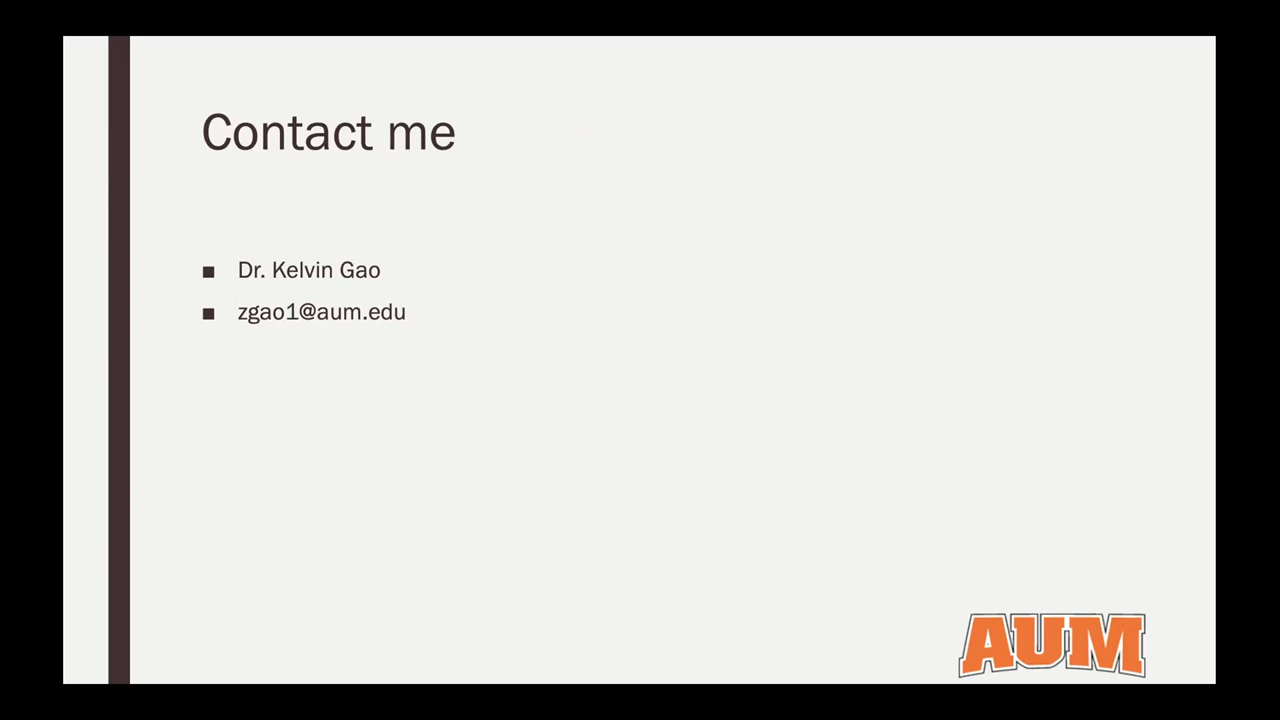 Contact me
■ Dr. Kelvin Gao
■ zgao1@aum.edu
AUM